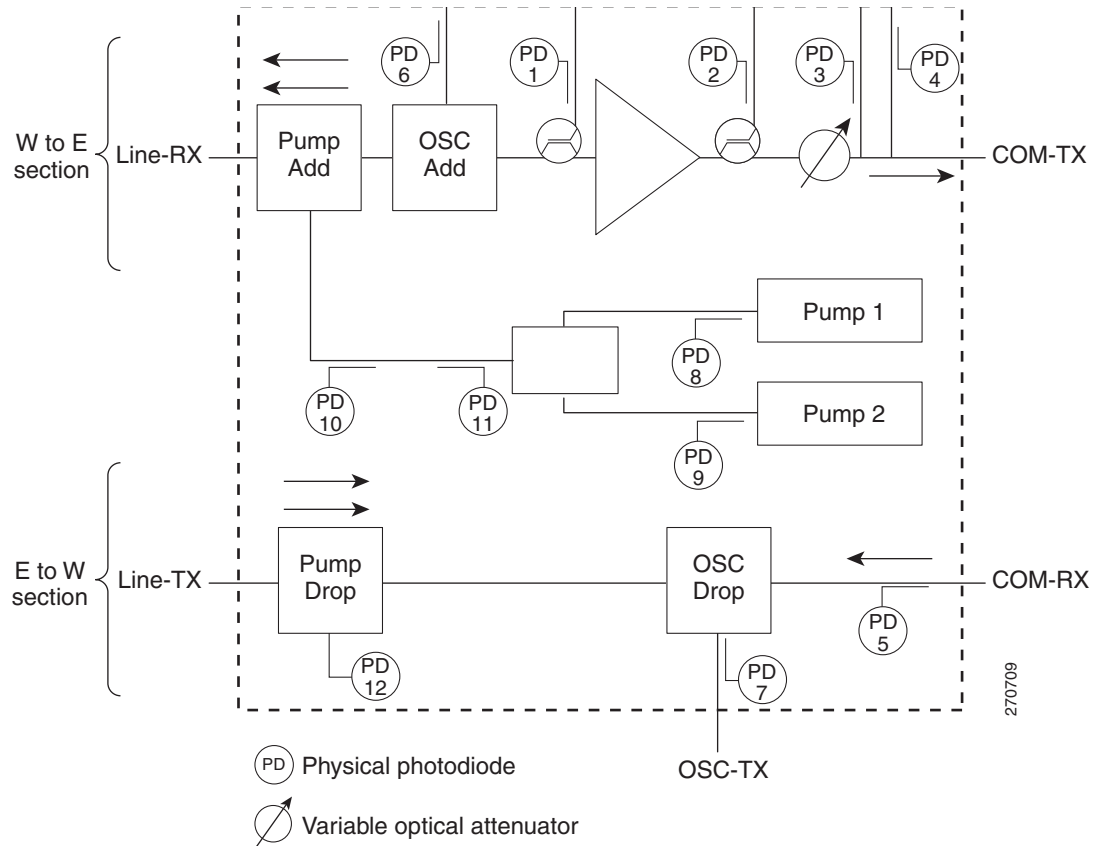 PD
6
PD
1
PD
2
PD
3
PD
4
W to E
section
Line-RX
Pump
Add
OSC
Add
COM-TX
Pump 1
PD
8
PD
10
PD
11
Pump 2
PD
9
E to W
section
Line-TX
Pump
Drop
OSC
Drop
COM-RX
PD
5
PD
12
PD
7
270709
OSC-TX
PD Physical photodiode
Variable optical attenuator